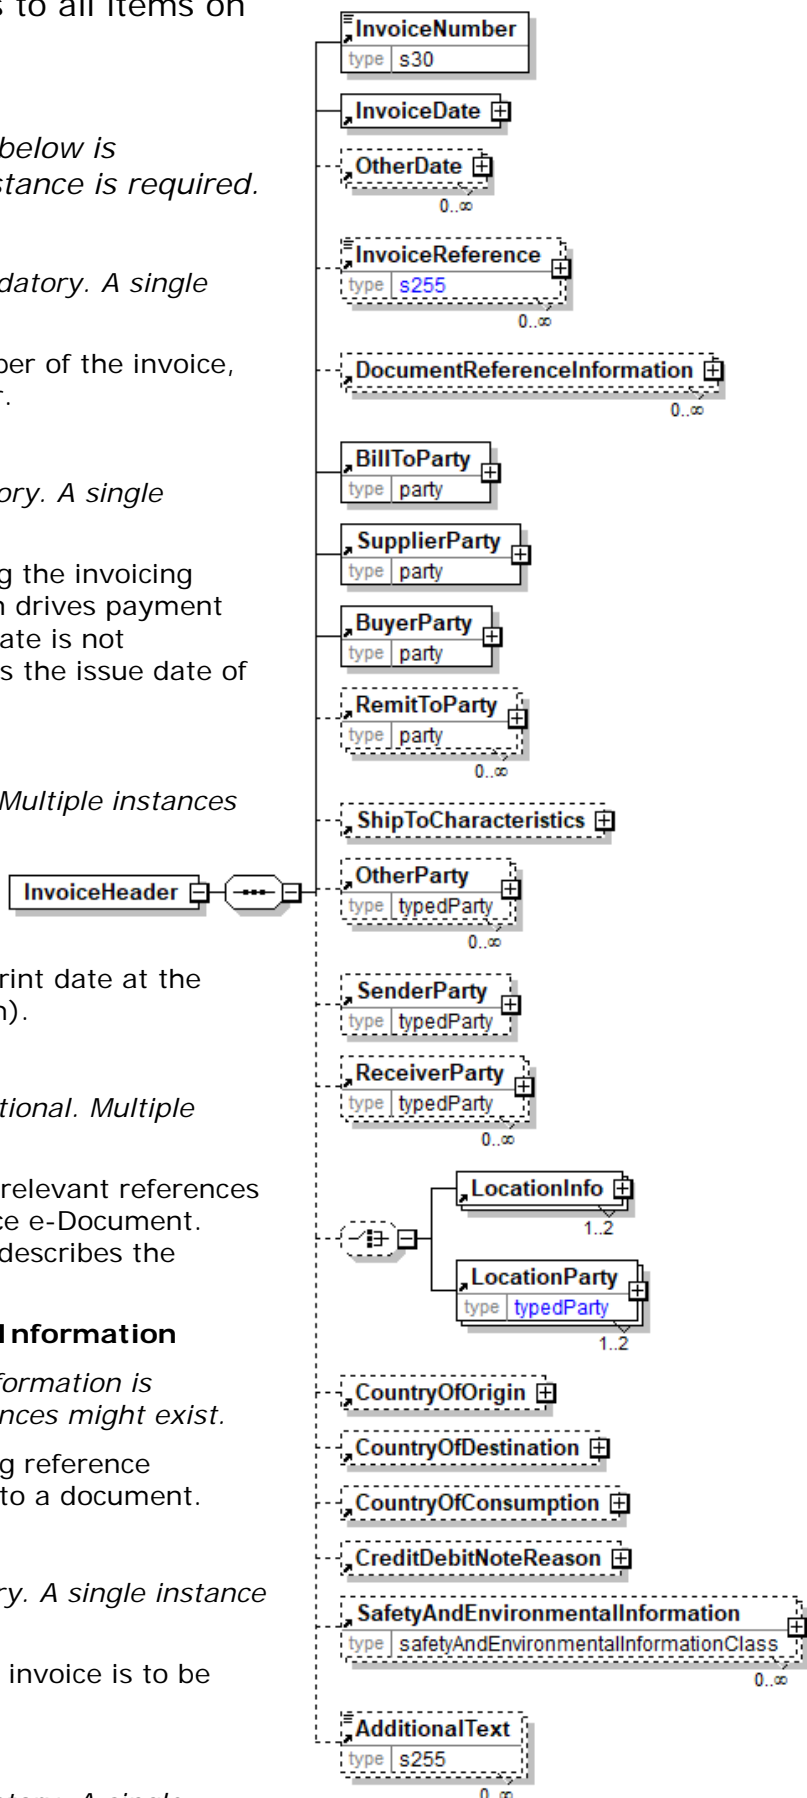 s to all items on
below is
stance is required.
datory. A single
ber of the invoice,
r.
ory. A single
g the invoicing
n drives payment
ate is not
s the issue date of
Multiple instances
rint date at the
n).
tional. Multiple
relevant references
ce e-Document.
describes the
Information
formation is
nces might exist.
g reference
to a document.
ry. A single instance
invoice is to be
InvoiceHeader
InvoiceNumber
type s30
InvoiceDate
OtherDate
0..∞
InvoiceReference
type s255
0..∞
DocumentReferenceInformation
0..∞
BillToParty
type party
SupplierParty
type party
BuyerParty
type party
RemitToParty
type party
0..∞
ShipToCharacteristics
OtherParty
type typedParty
0..∞
SenderParty
type typedParty
ReceiverParty
type typedParty
0..∞
LocationInfo
1..2
LocationParty
type typedParty
1..2
CountryOfOrigin
CountryOfDestination
CountryOfConsumption
CreditDebitNoteReason
SafetyAndEnvironmentalInformation
type safetyAndEnvironmentalInformationClass
0..∞
AdditionalText
type s255
0..∞